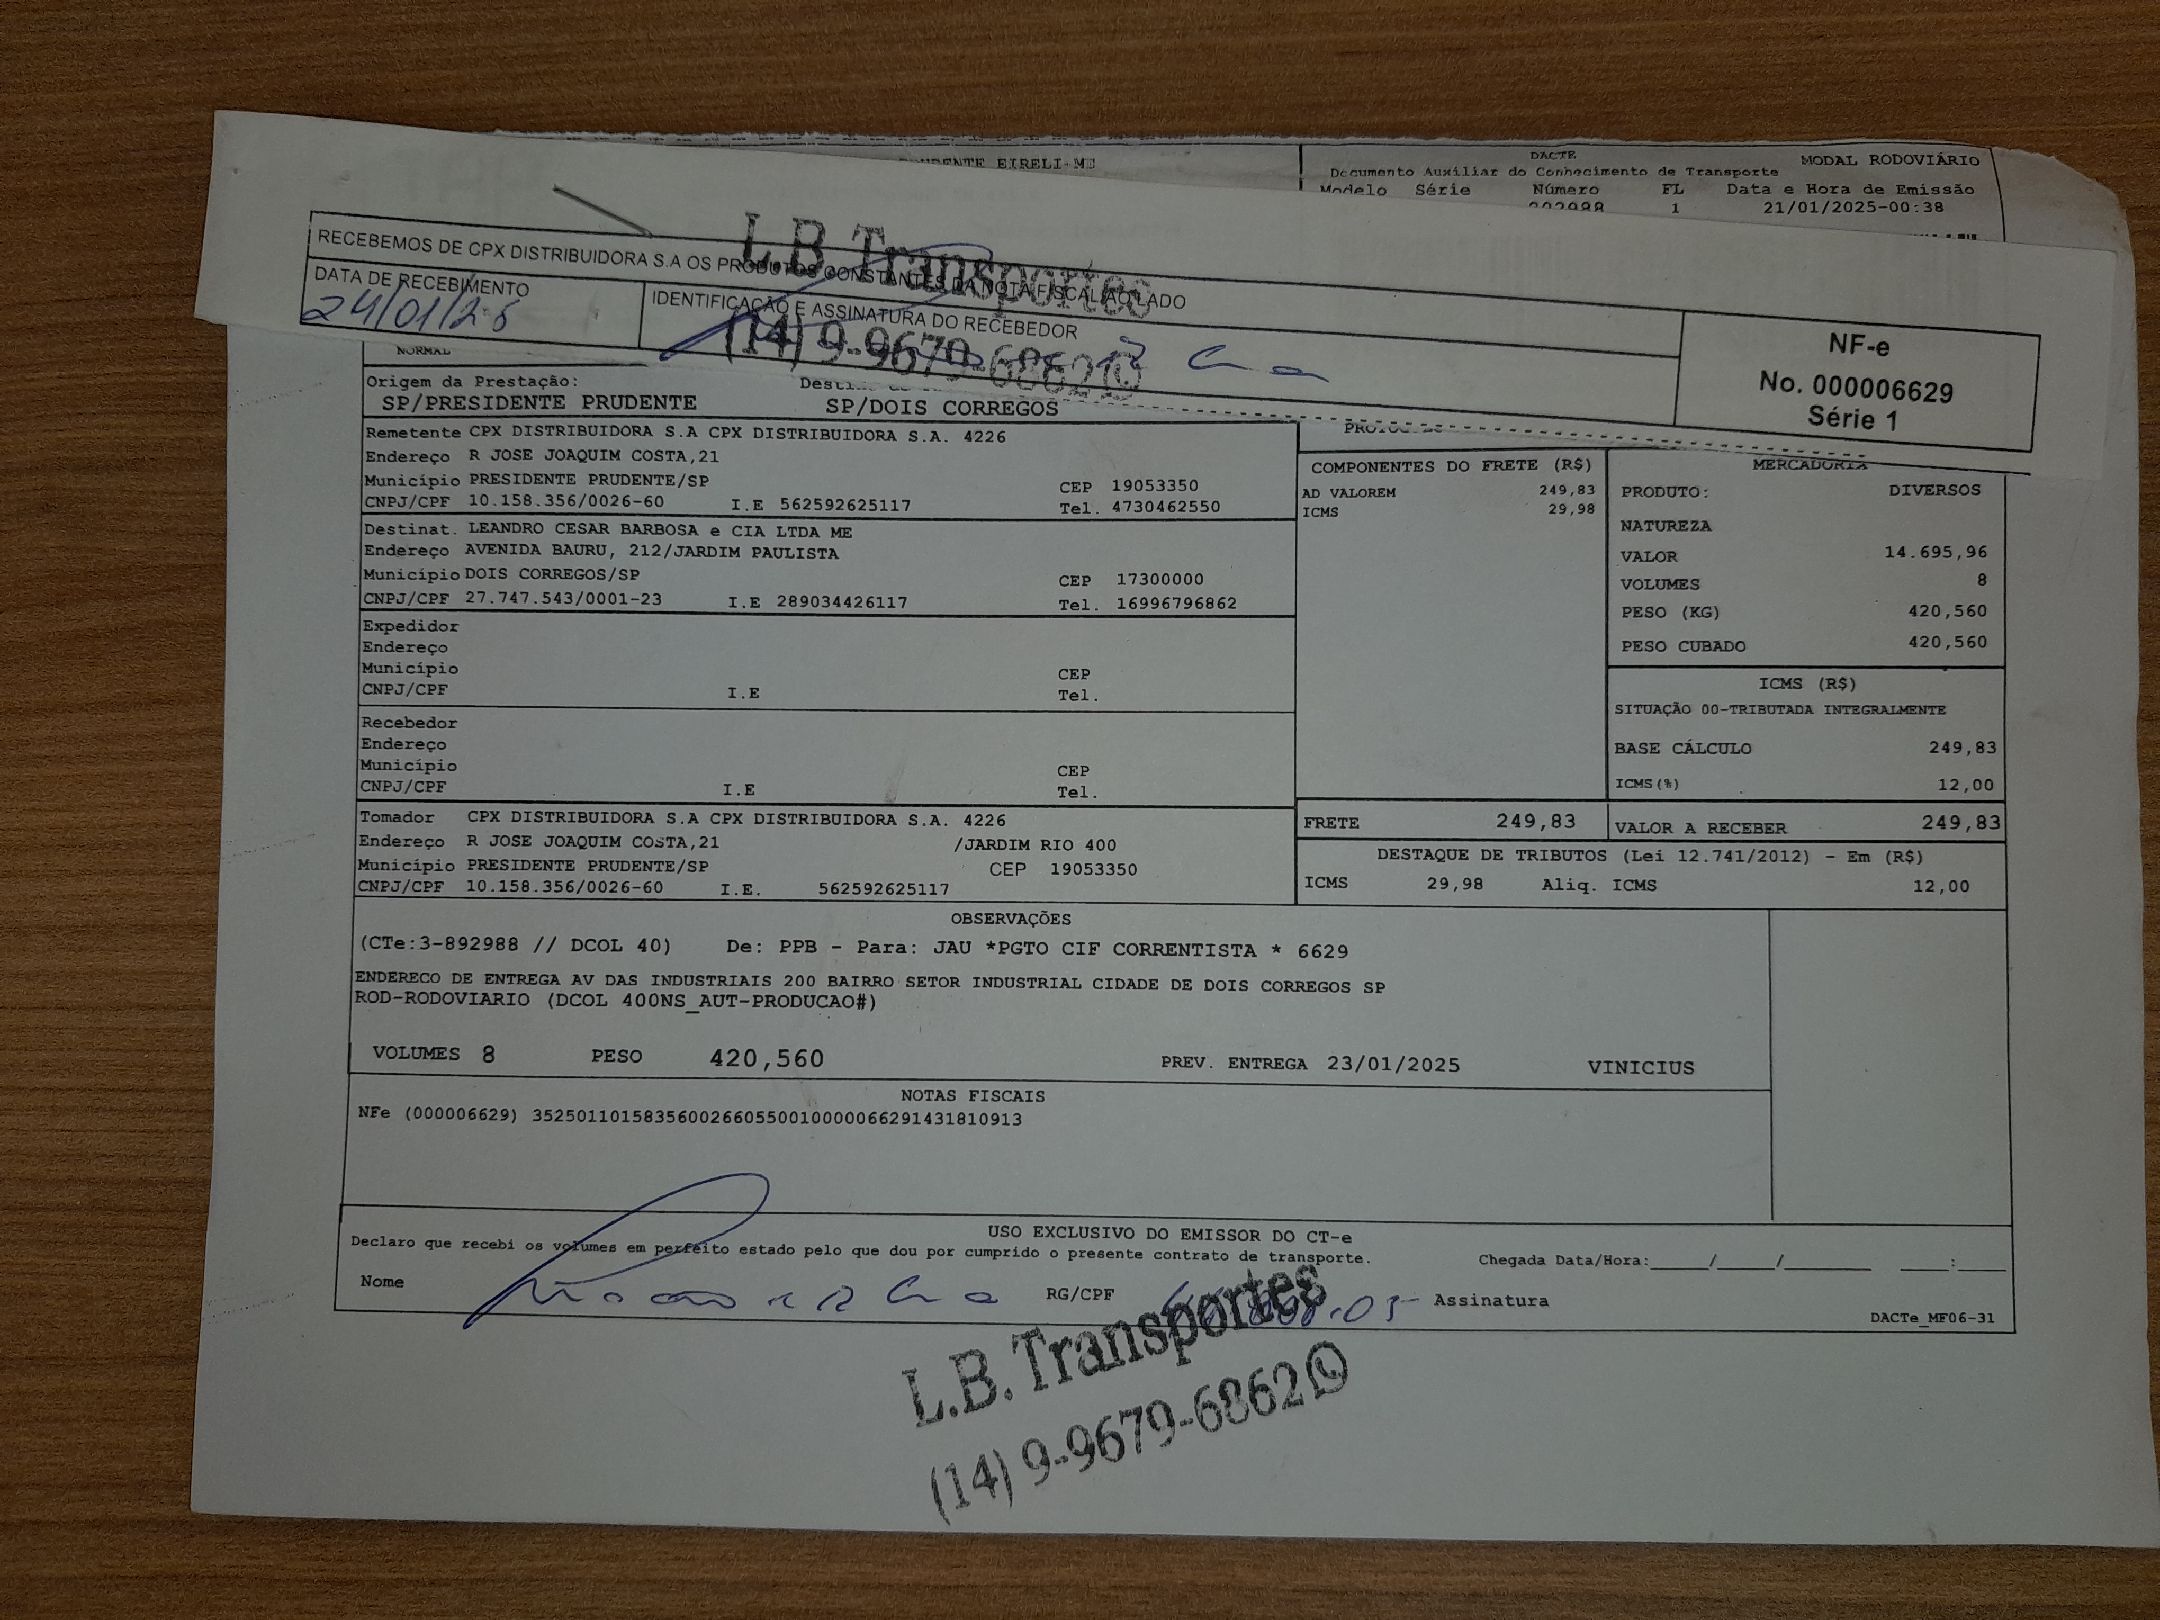 EIRELI-ME
DACTE
MODAL RODOVIÁRIO
Documento Auxiliar do Conhecimento de Transporte
Modelo Série Número FL Data e Hora de Emissão
1 21/01/2025-00:38
L.B. Transportes
(14) 9-9679-6862
RECEBEMOS DE CPX DISTRIBUIDORA S.A OS PRODUTOS CONSTANTES DA NOTA FISCAL AO LADO
DATA DE RECEBIMENTO
24/01/25
IDENTIFICAÇÃO E ASSINATURA DO RECEBEDOR
NF-e
No. 000006629
Série 1
NORMAL
Origem da Prestação:
SP/PRESIDENTE PRUDENTE
SP/DOIS CORREGOS
Remetente CPX DISTRIBUIDORA S.A CPX DISTRIBUIDORA S.A. 4226
Endereço R JOSE JOAQUIM COSTA,21
Município PRESIDENTE PRUDENTE/SP CEP 19053350
CNPJ/CPF 10.158.356/0026-60 I.E 562592625117 Tel. 4730462550
Destinat. LEANDRO CESAR BARBOSA e CIA LTDA ME
Endereço AVENIDA BAURU, 212/JARDIM PAULISTA
Município DOIS CORREGOS/SP CEP 17300000
CNPJ/CPF 27.747.543/0001-23 I.E 289034426117 Tel. 16996796862
Expedidor
Endereço
Município CEP
CNPJ/CPF I.E Tel.
Recebedor
Endereço
Município CEP
CNPJ/CPF I.E Tel.
Tomador CPX DISTRIBUIDORA S.A CPX DISTRIBUIDORA S.A. 4226
Endereço R JOSE JOAQUIM COSTA,21 /JARDIM RIO 400
Município PRESIDENTE PRUDENTE/SP CEP 19053350
CNPJ/CPF 10.158.356/0026-60 I.E. 562592625117
COMPONENTES DO FRETE (R$)
AD VALOREM 249,83
ICMS 29,98
MERCADORIA
PRODUTO: DIVERSOS
NATUREZA
VALOR 14.695,96
VOLUMES 8
PESO (KG) 420,560
PESO CUBADO 420,560
ICMS (R$)
SITUAÇÃO 00-TRIBUTADA INTEGRALMENTE
BASE CÁLCULO 249,83
ICMS(%) 12,00
FRETE 249,83 VALOR A RECEBER 249,83
DESTAQUE DE TRIBUTOS (Lei 12.741/2012) - Em (R$)
ICMS 29,98 Aliq. ICMS 12,00
OBSERVAÇÕES
(CTe:3-892988 // DCOL 40) De: PPB - Para: JAU *PGTO CIF CORRENTISTA * 6629
ENDERECO DE ENTREGA AV DAS INDUSTRIAIS 200 BAIRRO SETOR INDUSTRIAL CIDADE DE DOIS CORREGOS SP
ROD-RODOVIARIO (DCOL 400NS_AUT-PRODUCAO#)
VOLUMES 8 PESO 420,560 PREV. ENTREGA 23/01/2025 VINICIUS
NOTAS FISCAIS
NFe (000006629) 35250110158356002660550010000066291431810913
USO EXCLUSIVO DO EMISSOR DO CT-e
Declaro que recebi os volumes em perfeito estado pelo que dou por cumprido o presente contrato de transporte.
Chegada Data/Hora:____/____/______ ____:____
Nome RG/CPF Assinatura
DACTe_MF06-31
L.B. Transportes
(14) 9-9679-6862